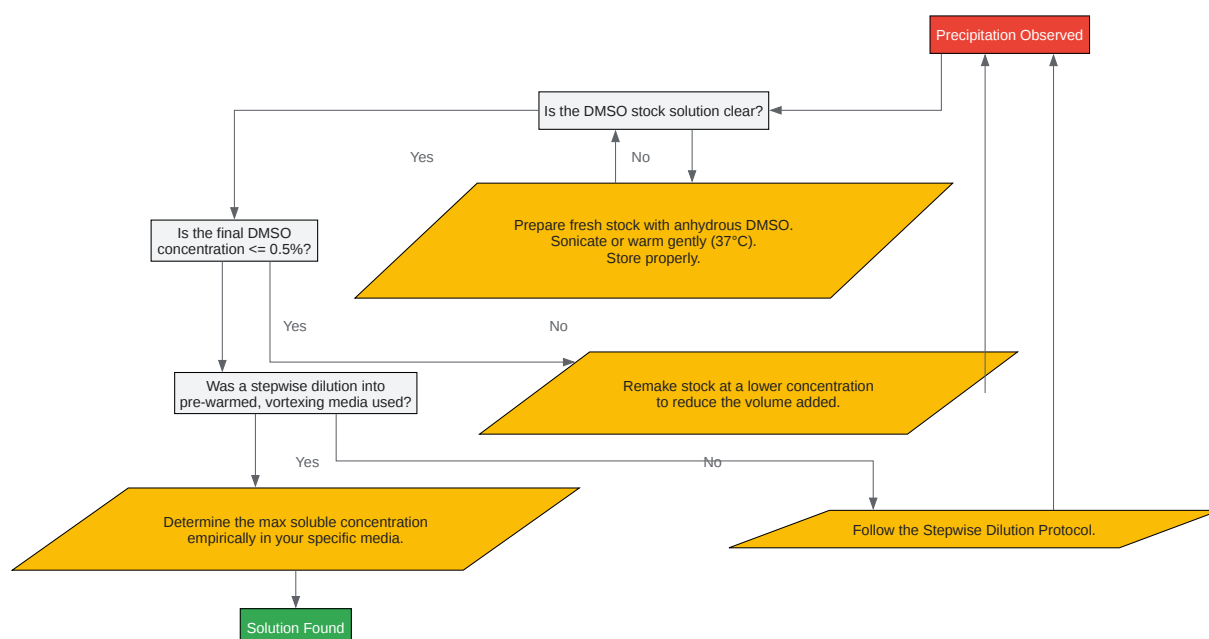 Precipitation Observed
Is the DMSO stock solution clear?
Yes
No
Prepare fresh stock with anhydrous DMSO.
Sonicate or warm gently (37°C).
Store properly.
Is the final DMSO
concentration <= 0.5%?
Yes
No
Remake stock at a lower concentration
to reduce the volume added.
Was a stepwise dilution into
pre-warmed, vortexing media used?
Yes
No
Determine the max soluble concentration
empirically in your specific media.
Follow the Stepwise Dilution Protocol.
Solution Found